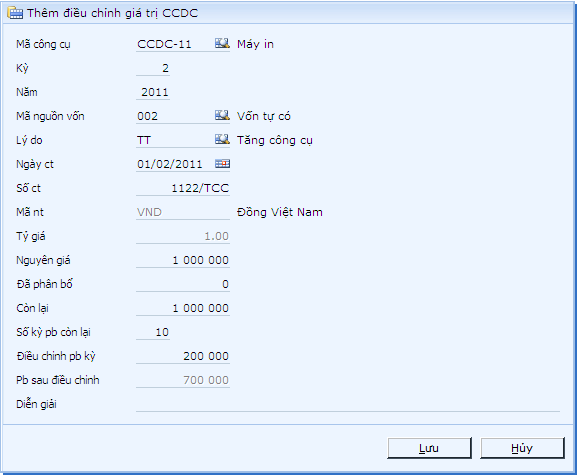 Thêm điều chỉnh giá trị CCDC
Mã công cụ CCDC-11 Máy in
Kỳ 2
Năm 2011
Mã nguồn vốn 002 Vốn tự có
Lý do TT Tăng công cụ
Ngày ct 01/02/2011
Số ct 1122/TCC
Mã nt VND Đồng Việt Nam
Tỷ giá 1.00
Nguyên giá 1 000 000
Đã phân bổ 0
Còn lại 1 000 000
Số kỳ pb còn lại 10
Điều chỉnh pb kỳ 200 000
Pb sau điều chỉnh 700 000
Diễn giải
Lưu Hủy